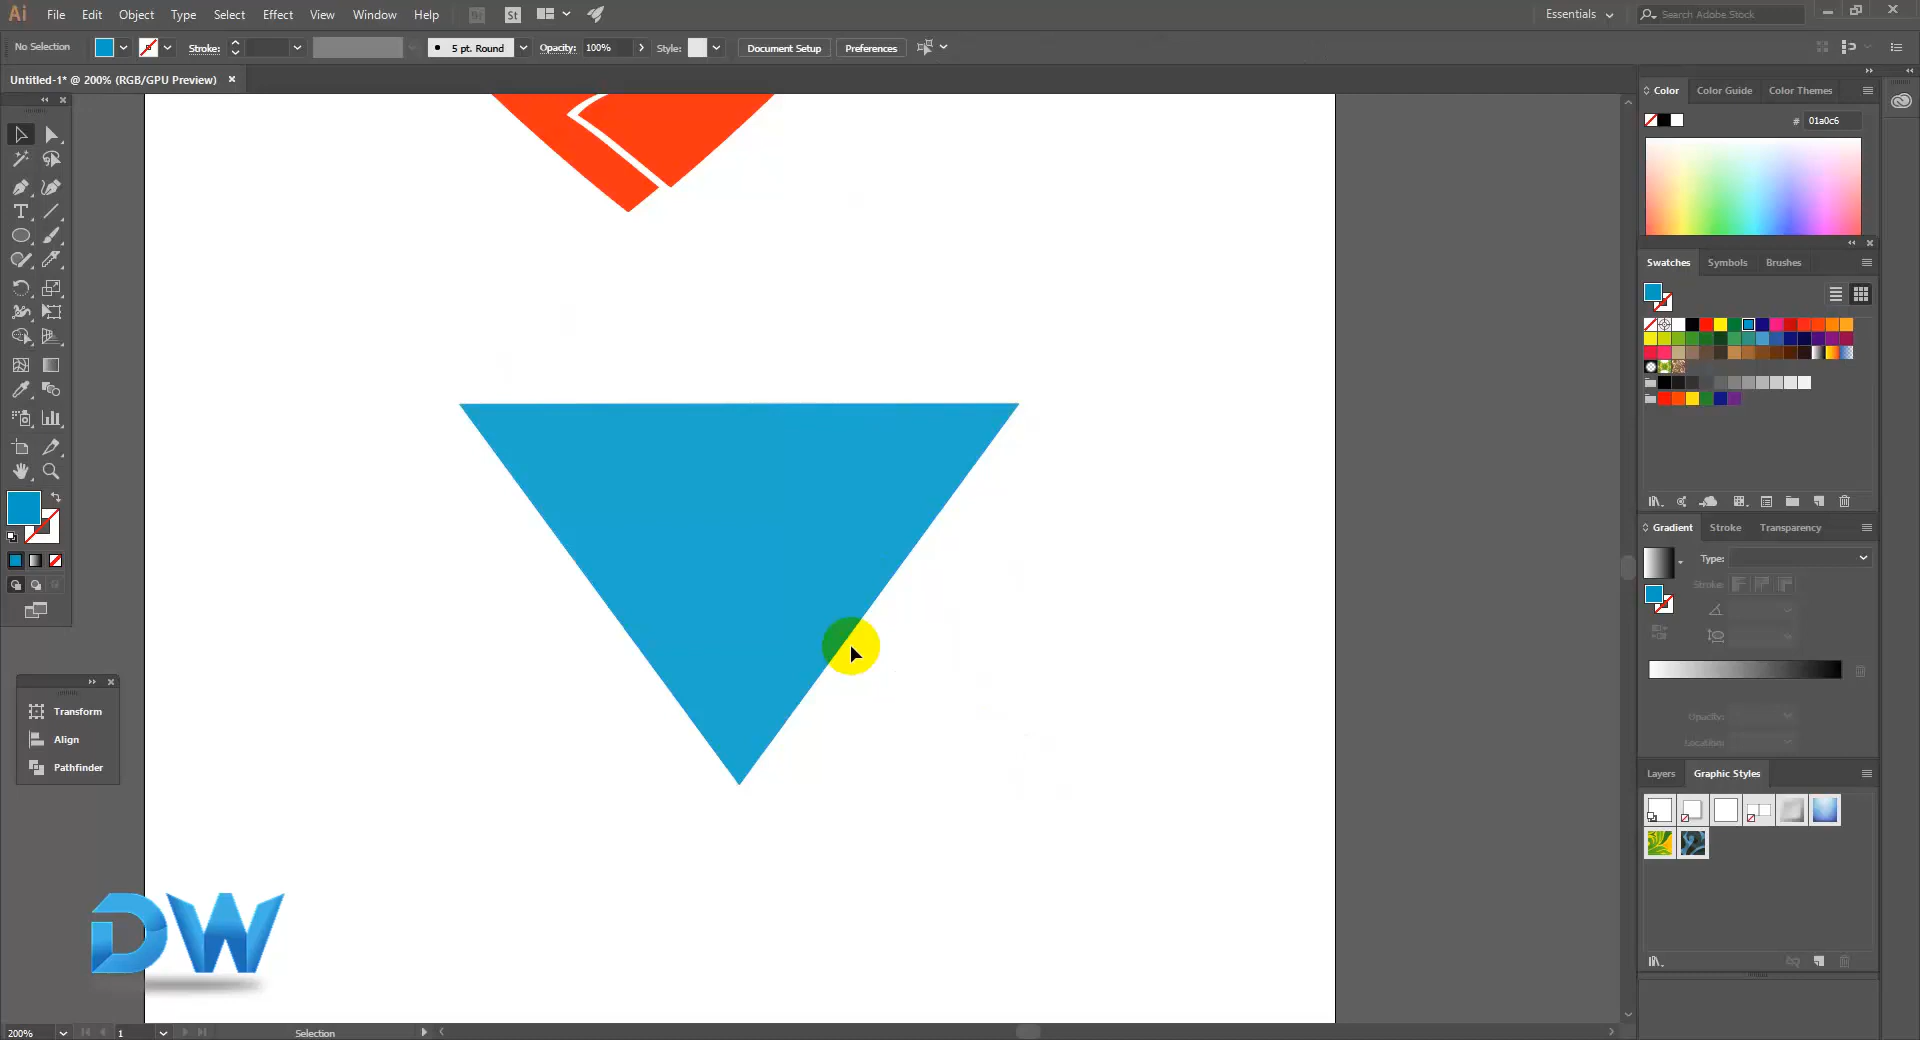 Ai File Edit Object Type Select Effect View Window Help Br St Essentials Search Adobe Stock
No Selection Stroke: 5 pt. Round Opacity: 100% Style: Document Setup Preferences
Untitled-1* @ 200% (RGB/GPU Preview)
Color Color Guide Color Themes
# 01a0c6
Swatches Symbols Brushes
Gradient Stroke Transparency
Type:
Stroke:
Opacity:
Location:
Transform
Align
Pathfinder
Layers Graphic Styles
DW
200% 1 Selection